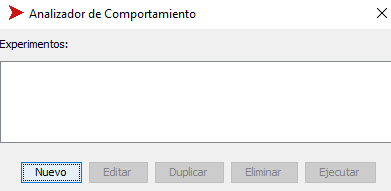 Analizador de Comportamiento
Experimentos:
Nuevo Editar Duplicar Eliminar Ejecutar